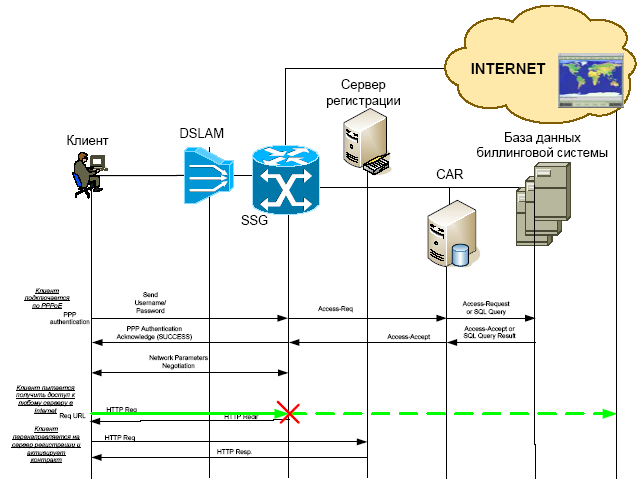 INTERNET
Сервер
регистрации
База данных
биллинговой системы
DSLAM
Клиент
CAR
SSG
Клиент
подключается
по PPPoE
PPP
authentication
Send
Username/
Password
Access-Req
Access-Request
or SQL Query
PPP Authentication
Acknowledge (SUCCESS)
Access-Accept
Access-Accept or
SQL Query Result
Network Parameters
Negotiation
Клиент пытается
получить доступ к
любому серверу в
Internet
Req URL
HTTP Req
HTTP Redir
Клиент
перенаправляется на
сервер регистрации и
активирует
контракт
HTTP Req
HTTP Resp.